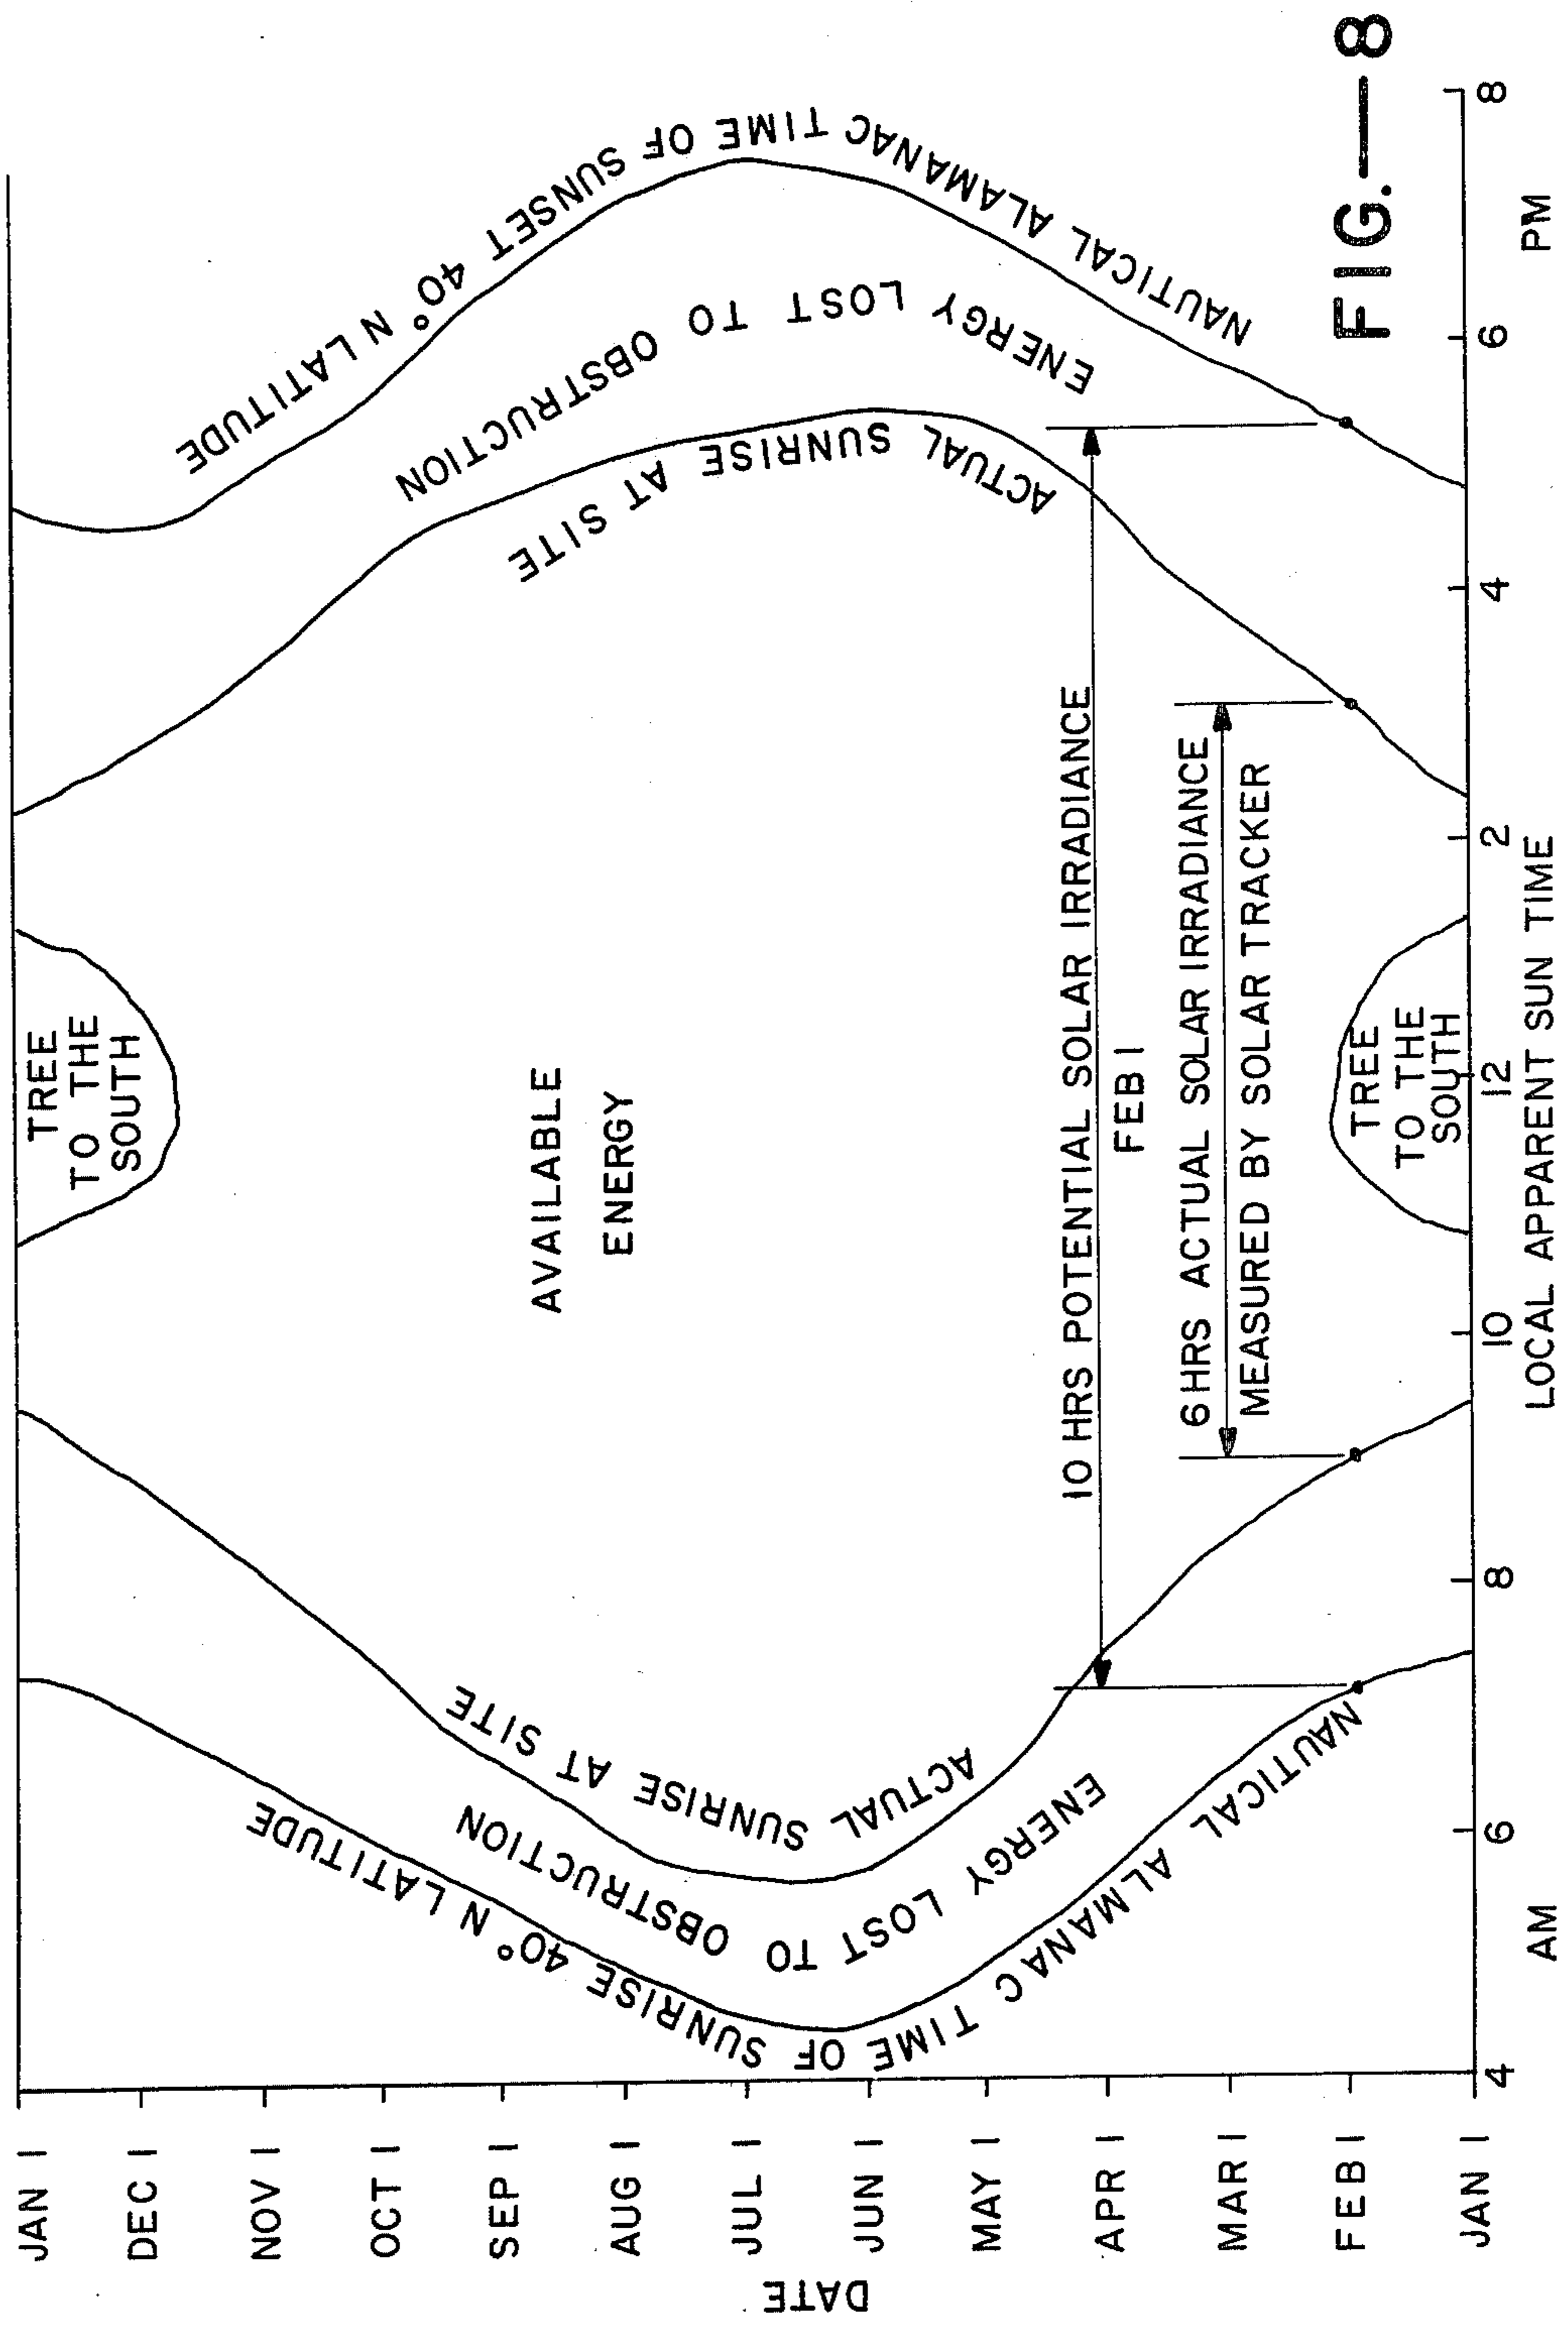 JAN 1
DEC 1
NOV 1
OCT 1
SEP 1
AUG 1
JUL 1
JUN 1
MAY 1
APR 1
MAR 1
FEB 1
JAN 1
DATE
NAUTICAL ALMANAC TIME OF SUNRISE 40° N LATITUDE
ENERGY LOST TO OBSTRUCTION
ACTUAL SUNRISE AT SITE
TREE
TO THE
SOUTH
AVAILABLE
ENERGY
10 HRS POTENTIAL SOLAR IRRADIANCE
FEB 1
6 HRS ACTUAL SOLAR IRRADIANCE
MEASURED BY SOLAR TRACKER
TREE
TO THE
SOUTH
ACTUAL SUNRISE AT SITE
ENERGY LOST TO OBSTRUCTION
NAUTICAL ALAMANAC TIME OF SUNSET 40° N LATITUDE
4 6 8 10 12 2 4 6 8
AM LOCAL APPARENT SUN TIME PM
FIG.—8